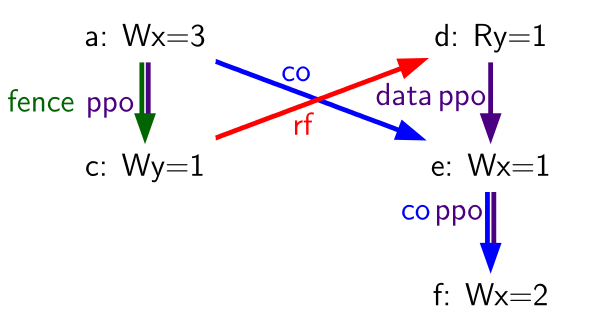 a: Wx=3
d: Ry=1
co
fence ppo
data ppo
rf
c: Wy=1
e: Wx=1
co ppo
f: Wx=2